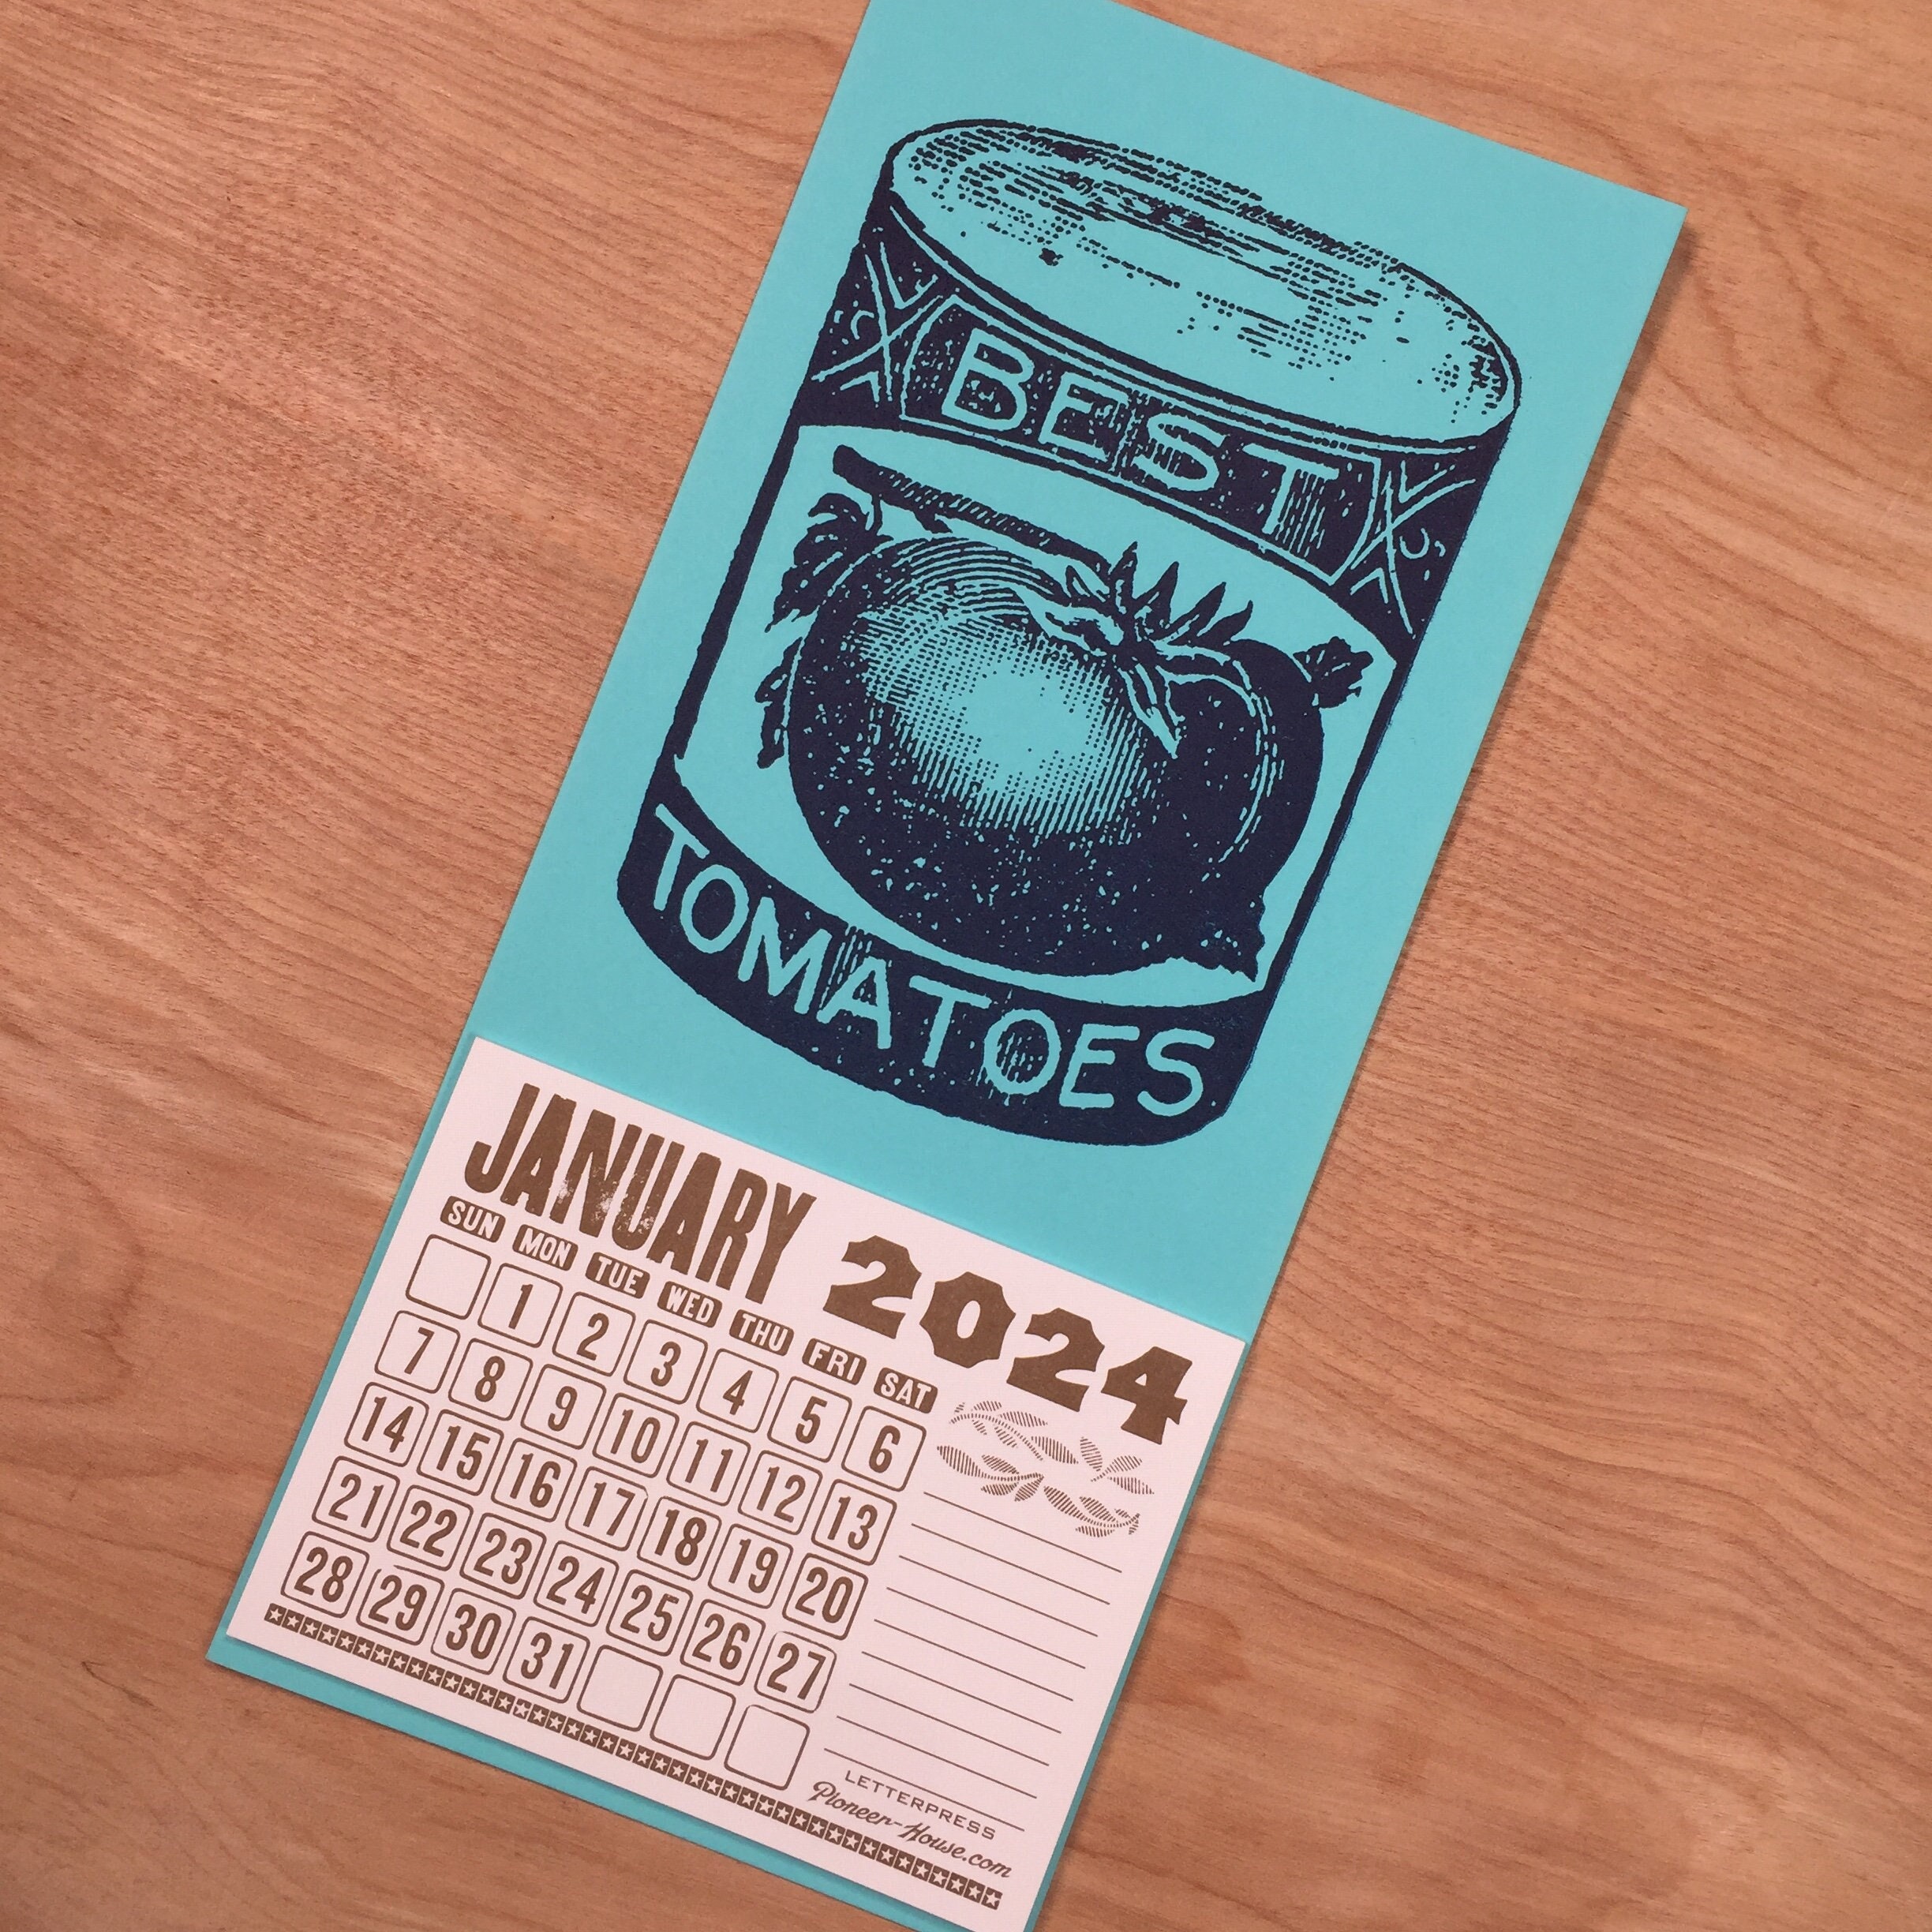 BEST
TOMATOES
JANUARY 2024
SUN MON TUE WED THU FRI SAT
1 2 3 4 5 6
7 8 9 10 11 12 13
14 15 16 17 18 19 20
21 22 23 24 25 26 27
28 29 30 31
LETTERPRESS
Pioneer-House.com